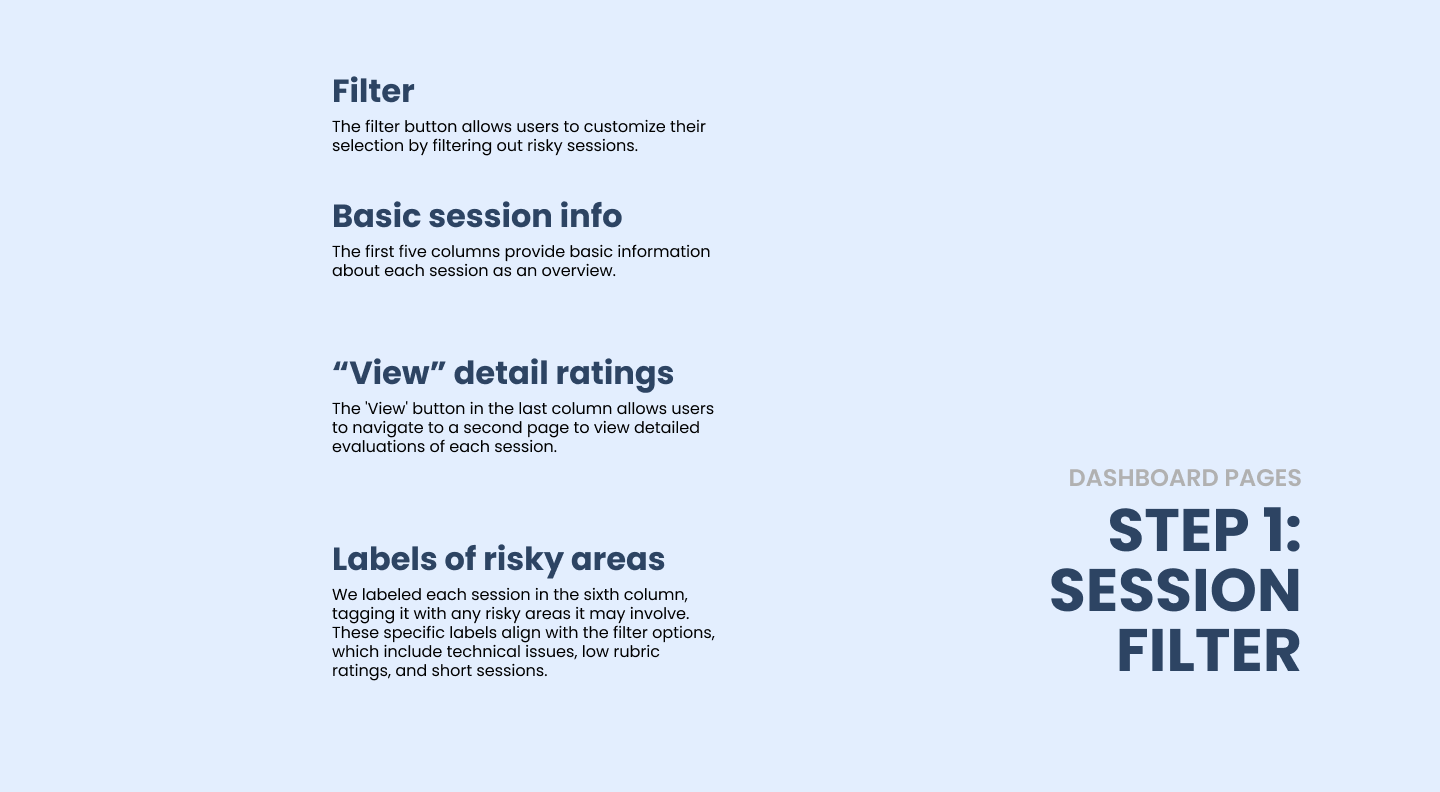 Filter
The filter button allows users to customize their
selection by filtering out risky sessions.
Basic session info
The first five columns provide basic information
about each session as an overview.
“View” detail ratings
The 'View' button in the last column allows users
to navigate to a second page to view detailed
evaluations of each session.
Labels of risky areas
We labeled each session in the sixth column,
tagging it with any risky areas it may involve.
These specific labels align with the filter options,
which include technical issues, low rubric
ratings, and short sessions.
DASHBOARD PAGES
STEP 1:
SESSION
FILTER